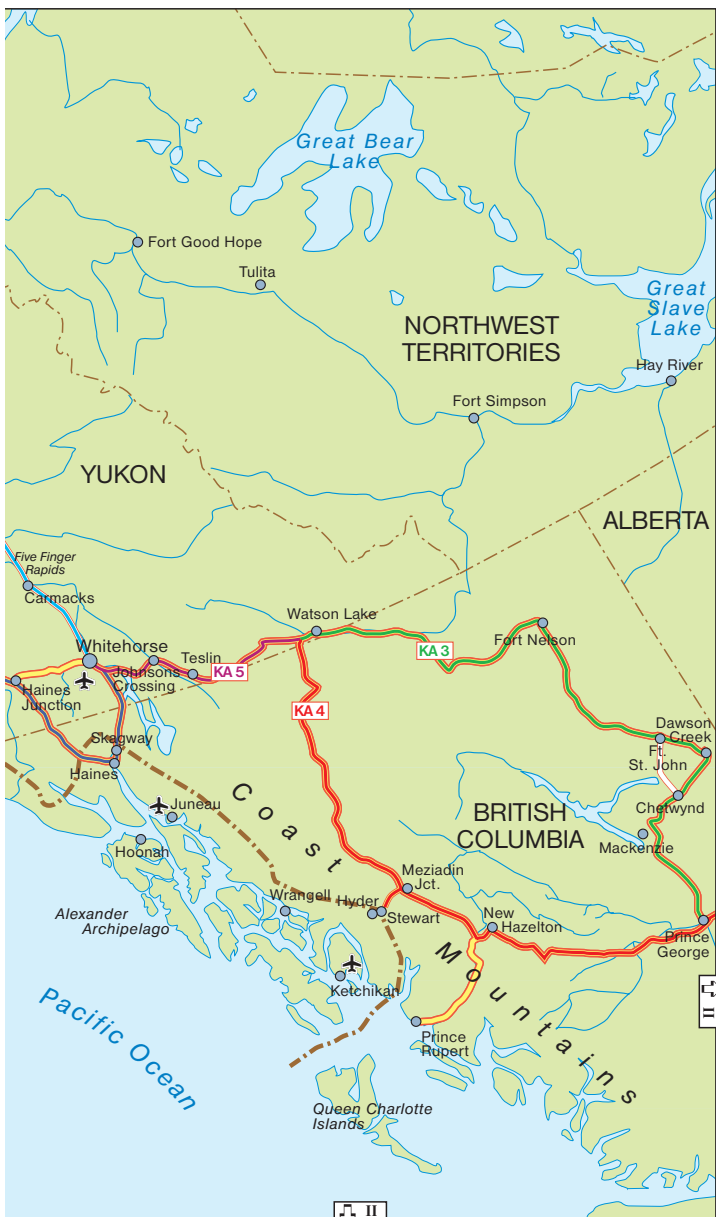 Great Bear
Lake
Fort Good Hope
Tulita
Great
Slave
Lake
NORTHWEST
TERRITORIES
Hay River
Fort Simpson
YUKON
ALBERTA
Five Finger
Rapids
Carmacks
Watson Lake
Fort Nelson
Whitehorse
Teslin
KA 3
Johnsons
Crossing
KA 5
Haines
Junction
KA 4
Dawson
Creek
Skagway
Ft.
St. John
Haines
Chetwynd
Juneau
Coast
BRITISH
COLUMBIA
Mackenzie
Hoonah
Meziadin
Jct.
Wrangell
Hyder
Stewart
New
Hazelton
Alexander
Archipelago
Prince
George
Mountains
Ketchikan
Pacific Ocean
II
Prince
Rupert
Queen Charlotte
Islands
II